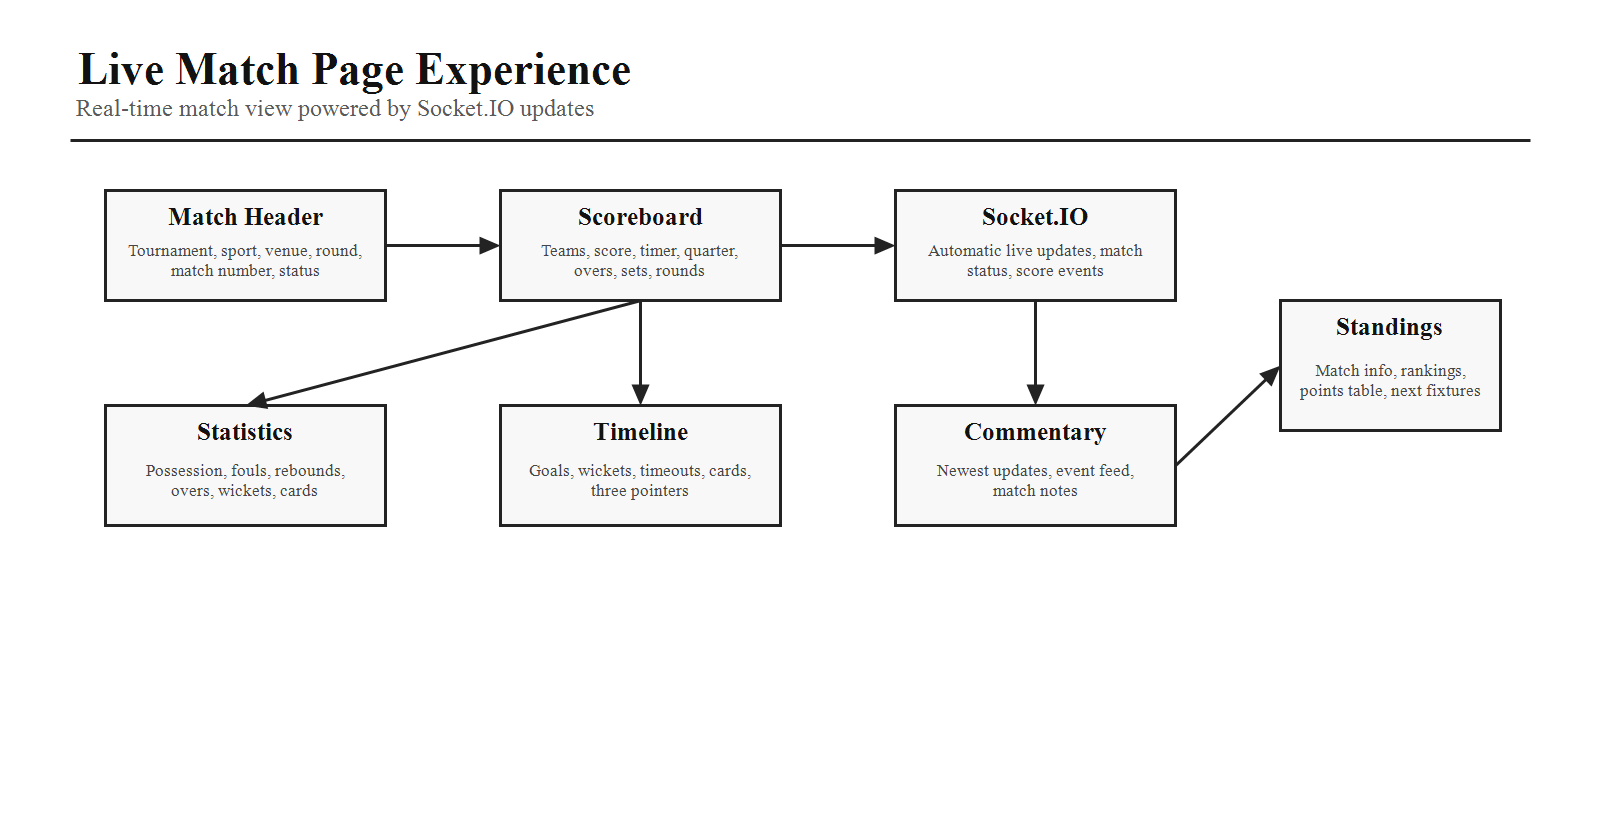 Live Match Page Experience
Real-time match view powered by Socket.IO updates
Match Header
Tournament, sport, venue, round,
match number, status
Scoreboard
Teams, score, timer, quarter,
overs, sets, rounds
Socket.IO
Automatic live updates, match
status, score events
Standings
Match info, rankings,
points table, next fixtures
Statistics
Possession, fouls, rebounds,
overs, wickets, cards
Timeline
Goals, wickets, timeouts, cards,
three pointers
Commentary
Newest updates, event feed,
match notes